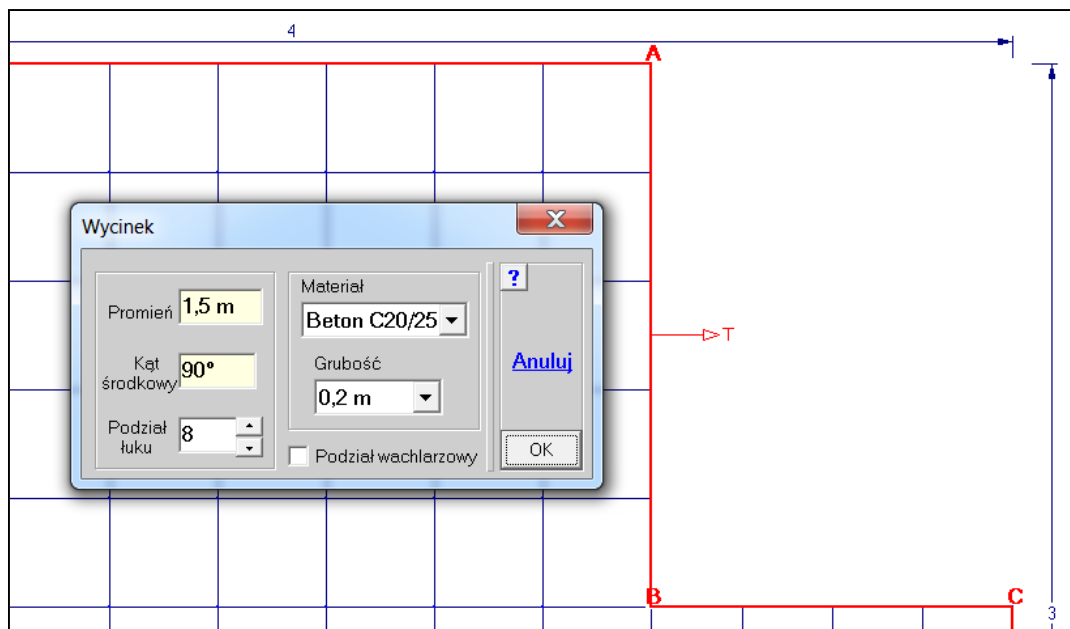 4
A
Wycinek
Promień 1,5 m
Kąt środkowy 90º
Podział łuku 8
Materiał
Beton C20/25
Grubość
0,2 m
Podział wachlarzowy
?
Anuluj
OK
T
B
C
3